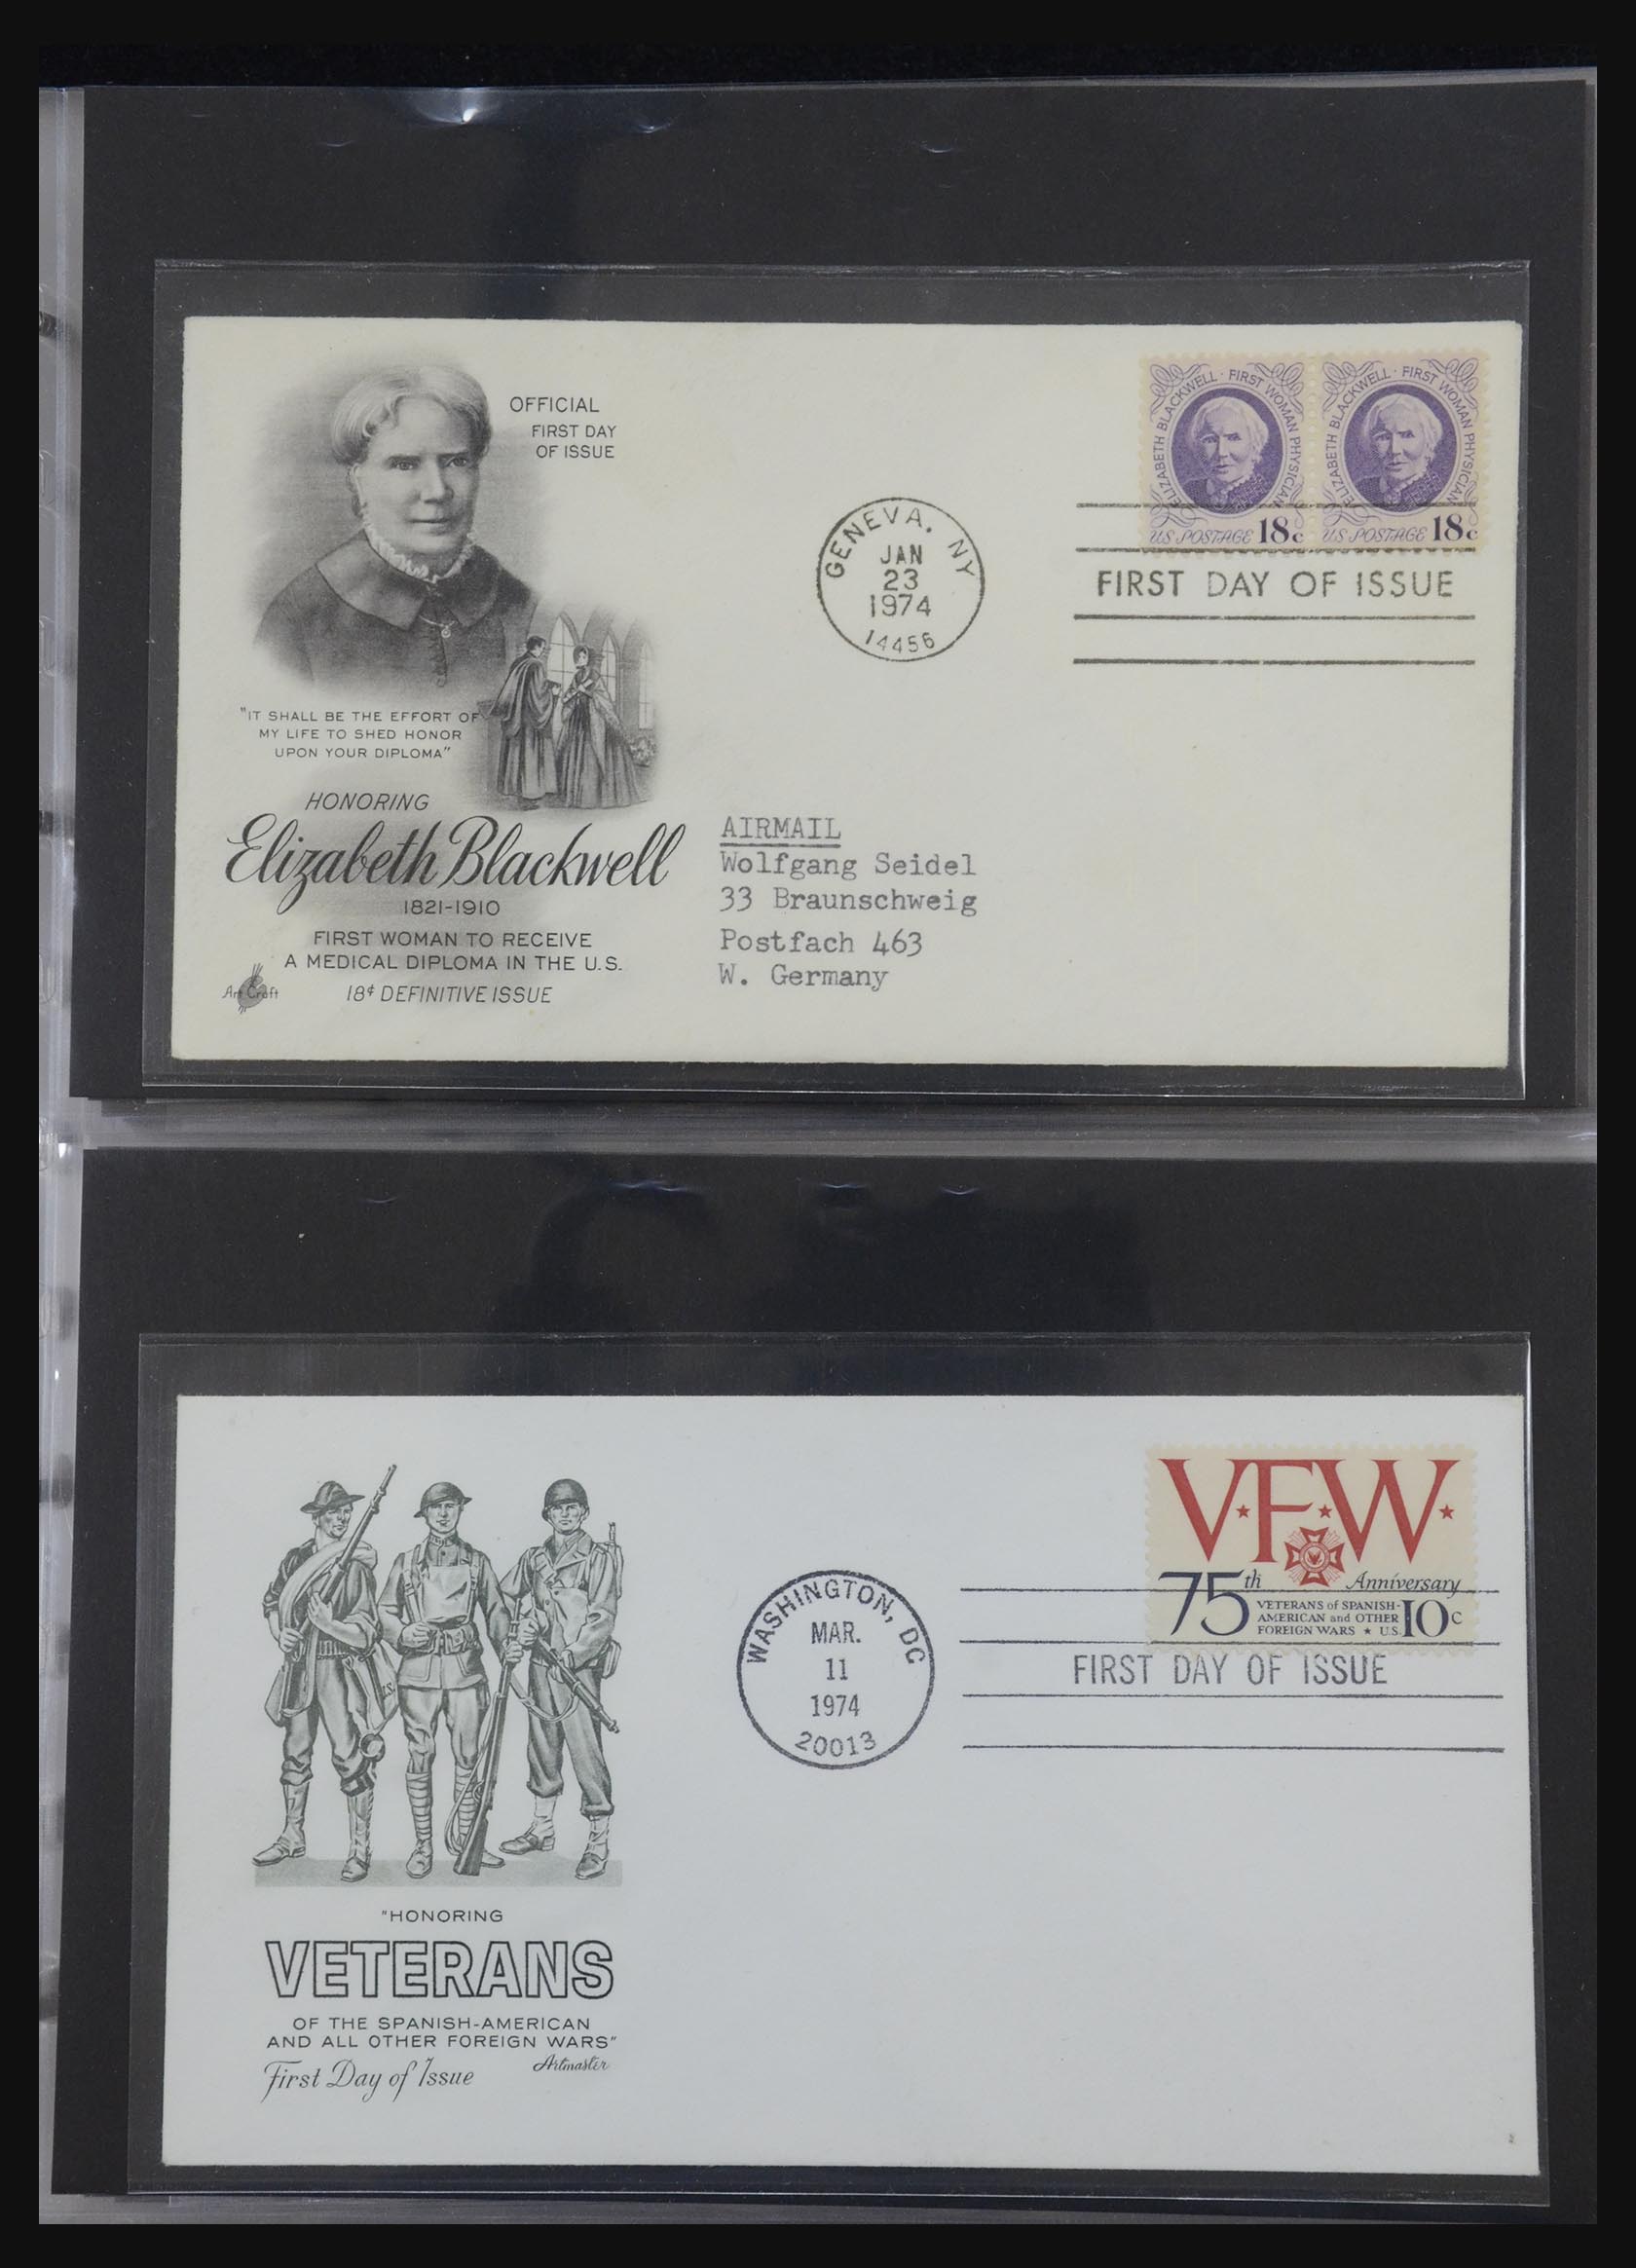 OFFICIAL
FIRST DAY
OF ISSUE
"IT SHALL BE THE EFFORT OF
MY LIFE TO SHED HONOR
UPON YOUR DIPLOMA"
HONORING
Elizabeth Blackwell
1821-1910
FIRST WOMAN TO RECEIVE
A MEDICAL DIPLOMA IN THE U.S.
18¢ DEFINITIVE ISSUE
Art Craft
GENEVA, NY
JAN
23
1974
14456
ELIZABETH BLACKWELL · FIRST WOMAN PHYSICIAN
US POSTAGE 18c
ELIZABETH BLACKWELL · FIRST WOMAN PHYSICIAN
US POSTAGE 18c
FIRST DAY OF ISSUE
AIRMAIL
Wolfgang Seidel
33 Braunschweig
Postfach 463
W. Germany
"HONORING
VETERANS
OF THE SPANISH-AMERICAN
AND ALL OTHER FOREIGN WARS"
First Day of Issue
Artmaster
WASHINGTON, DC
MAR.
11
1974
20013
V★F★W★
75th Anniversary
VETERANS of SPANISH-
AMERICAN and OTHER
FOREIGN WARS ★ U.S. 10c
FIRST DAY OF ISSUE